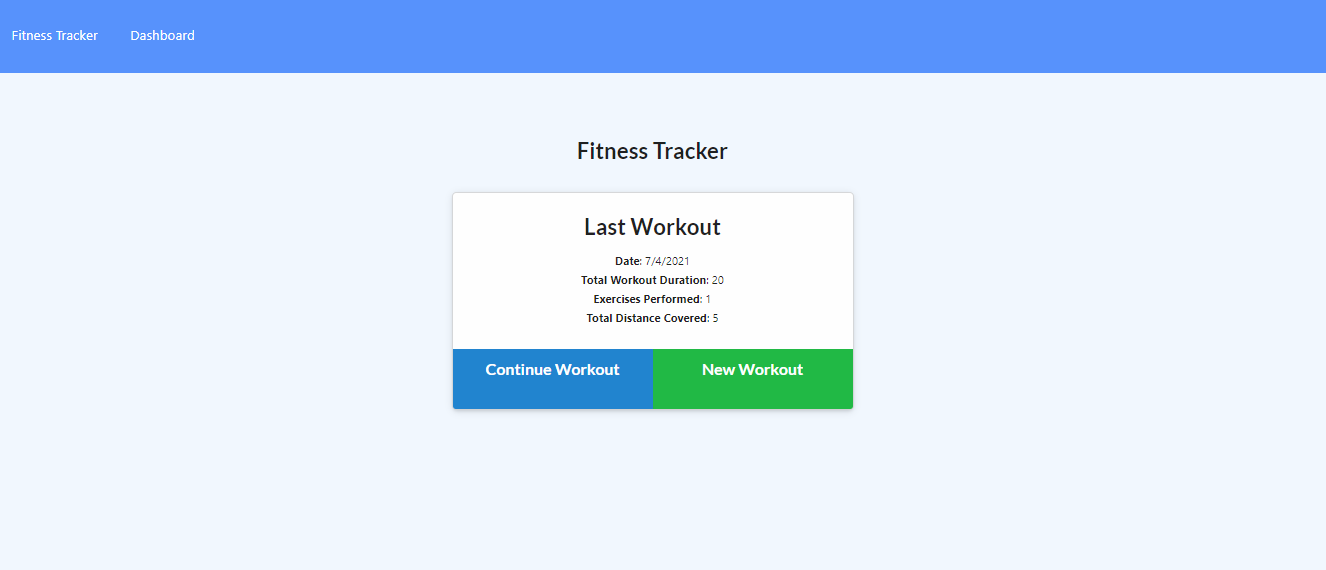 Fitness Tracker Dashboard
Fitness Tracker
Last Workout
Date: 7/4/2021
Total Workout Duration: 20
Exercises Performed: 1
Total Distance Covered: 5
Continue Workout New Workout